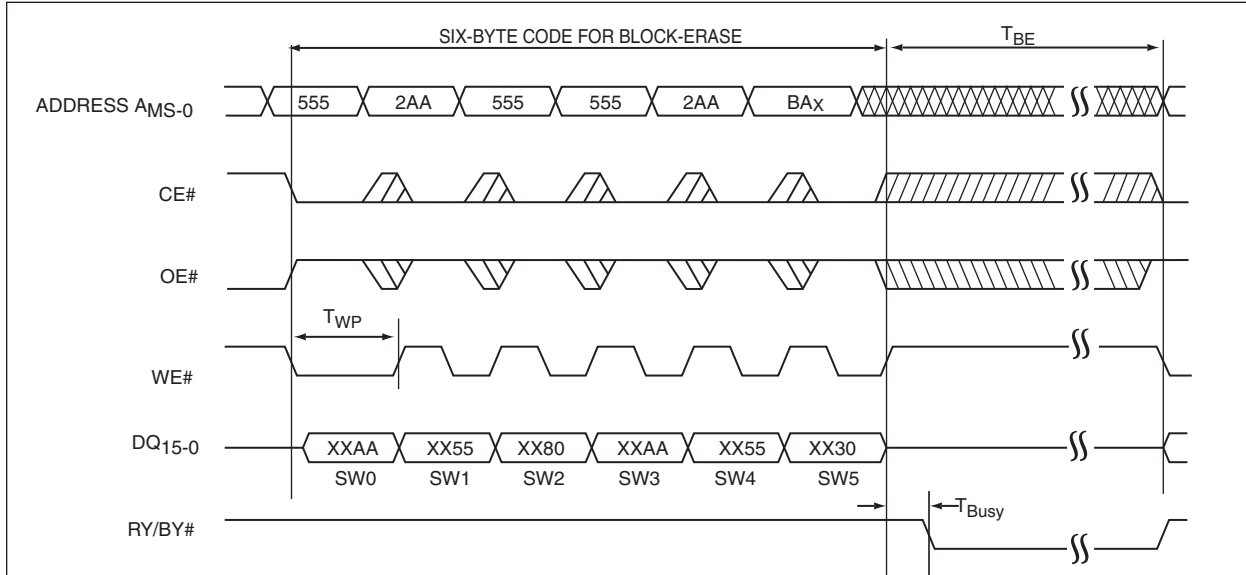 SIX-BYTE CODE FOR BLOCK-ERASE
TBE
ADDRESS AMS-0
555
2AA
555
555
2AA
BAX
CE#
OE#
TWP
WE#
DQ15-0
XXAA
XX55
XX80
XXAA
XX55
XX30
SW0
SW1
SW2
SW3
SW4
SW5
TBusy
RY/BY#